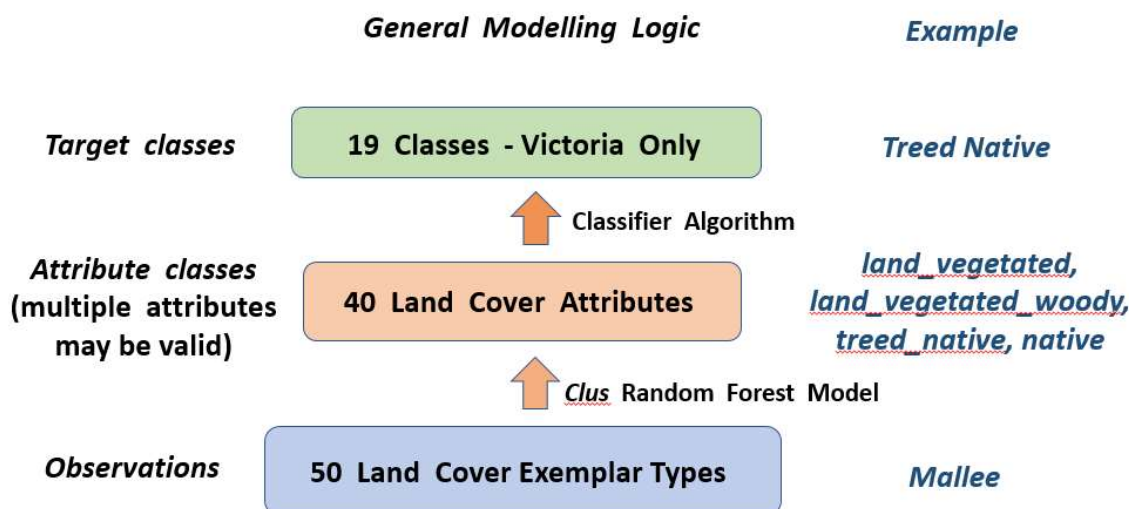 General Modelling Logic
Example
Target classes
19 Classes - Victoria Only
Treed Native
Classifier Algorithm
Attribute classes
(multiple attributes
may be valid)
40 Land Cover Attributes
land_vegetated,
land_vegetated_woody,
treed_native, native
Clus Random Forest Model
Observations
50 Land Cover Exemplar Types
Mallee